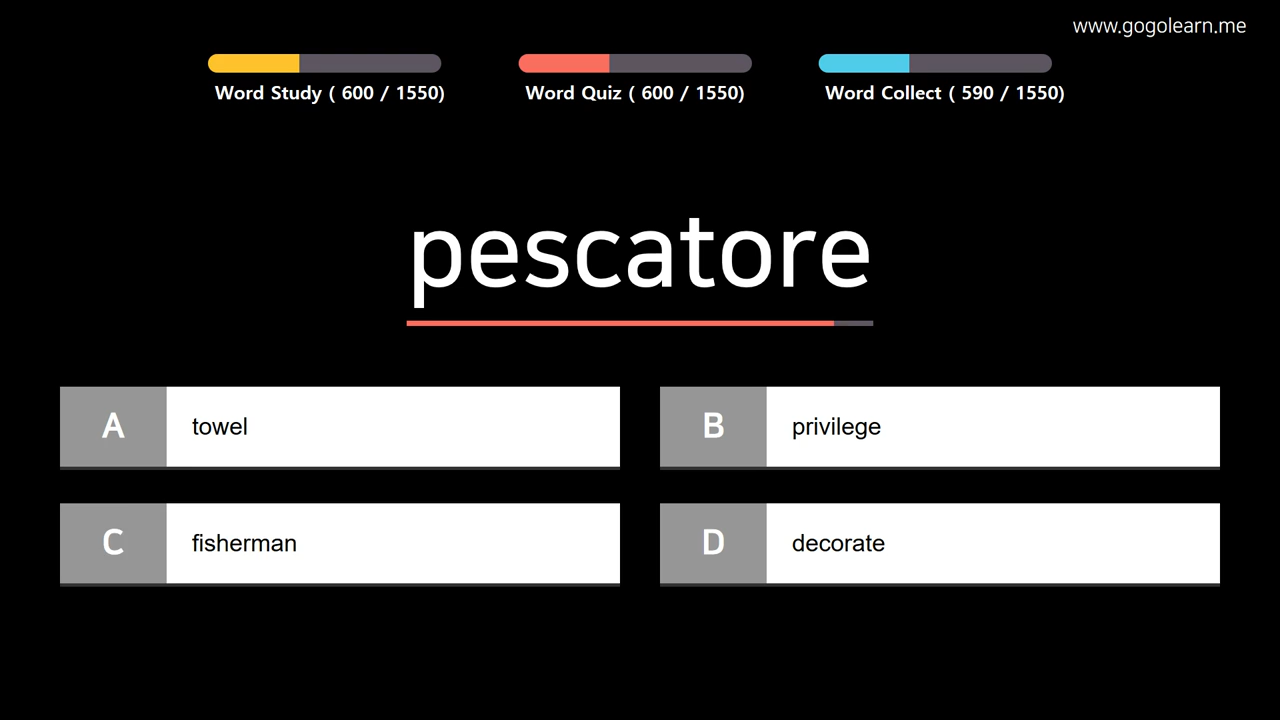 www.gogolearn.me
Word Study ( 600 / 1550)
Word Quiz ( 600 / 1550)
Word Collect ( 590 / 1550)
pescatore
A towel
B privilege
C fisherman
D decorate